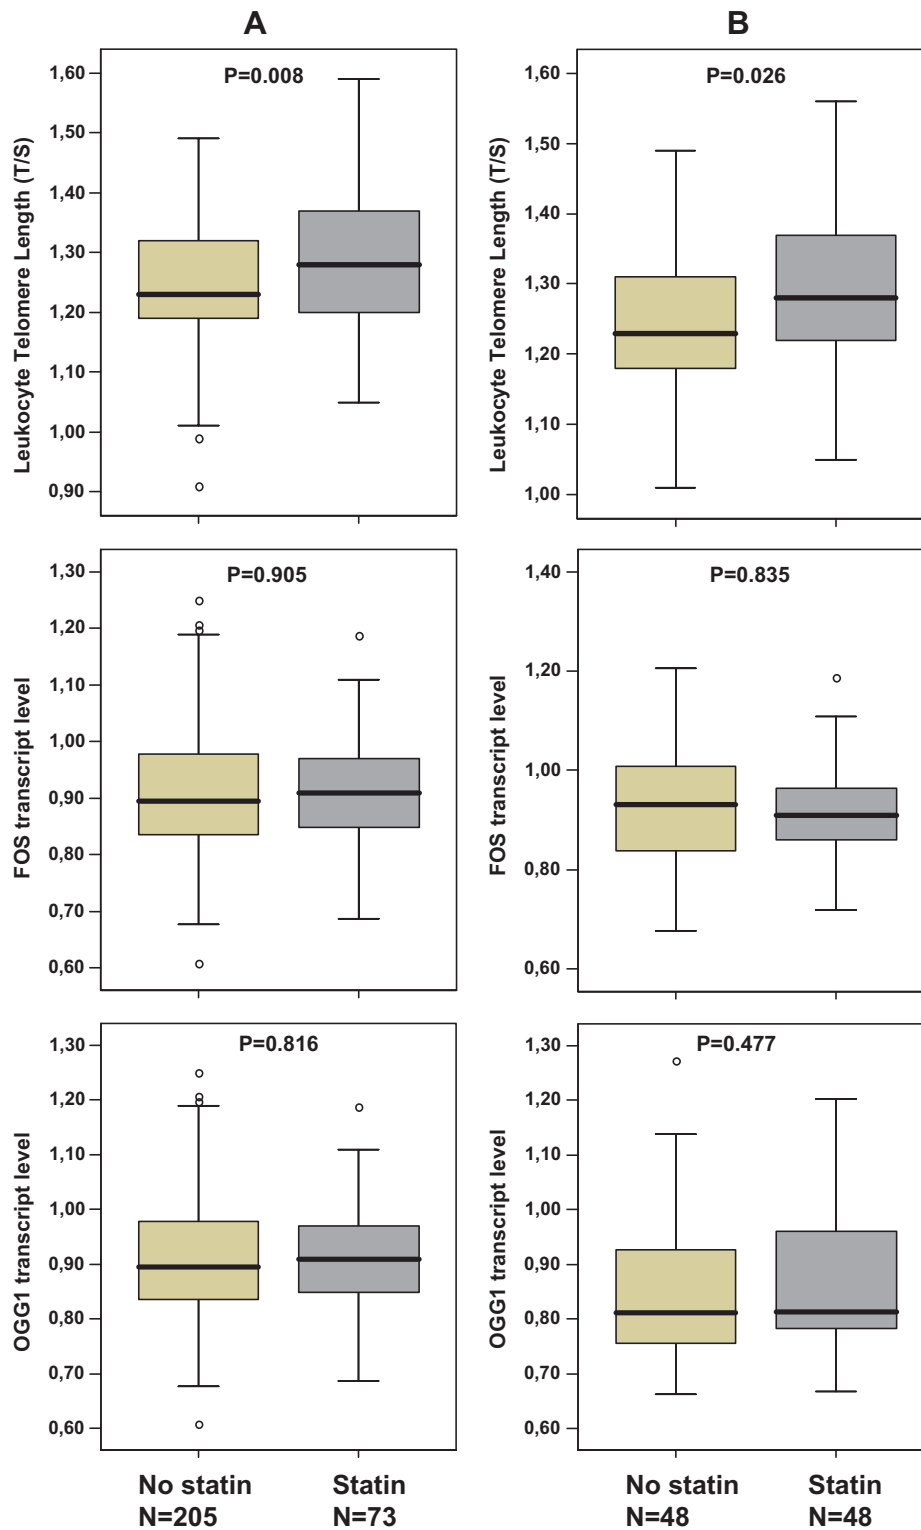 A
B
P=0.008
Leukocyte Telomere Length (T/S)
1,60
1,50
1,40
1,30
1,20
1,10
1,00
0,90
P=0.026
Leukocyte Telomere Length (T/S)
1,60
1,50
1,40
1,30
1,20
1,10
1,00
P=0.905
FOS transcript level
1,30
1,20
1,10
1,00
0,90
0,80
0,70
0,60
P=0.835
FOS transcript level
1,40
1,20
1,00
0,80
0,60
P=0.816
OGG1 transcript level
1,30
1,20
1,10
1,00
0,90
0,80
0,70
0,60
P=0.477
OGG1 transcript level
1,30
1,20
1,10
1,00
0,90
0,80
0,70
0,60
No statin
N=205
Statin
N=73
No statin
N=48
Statin
N=48